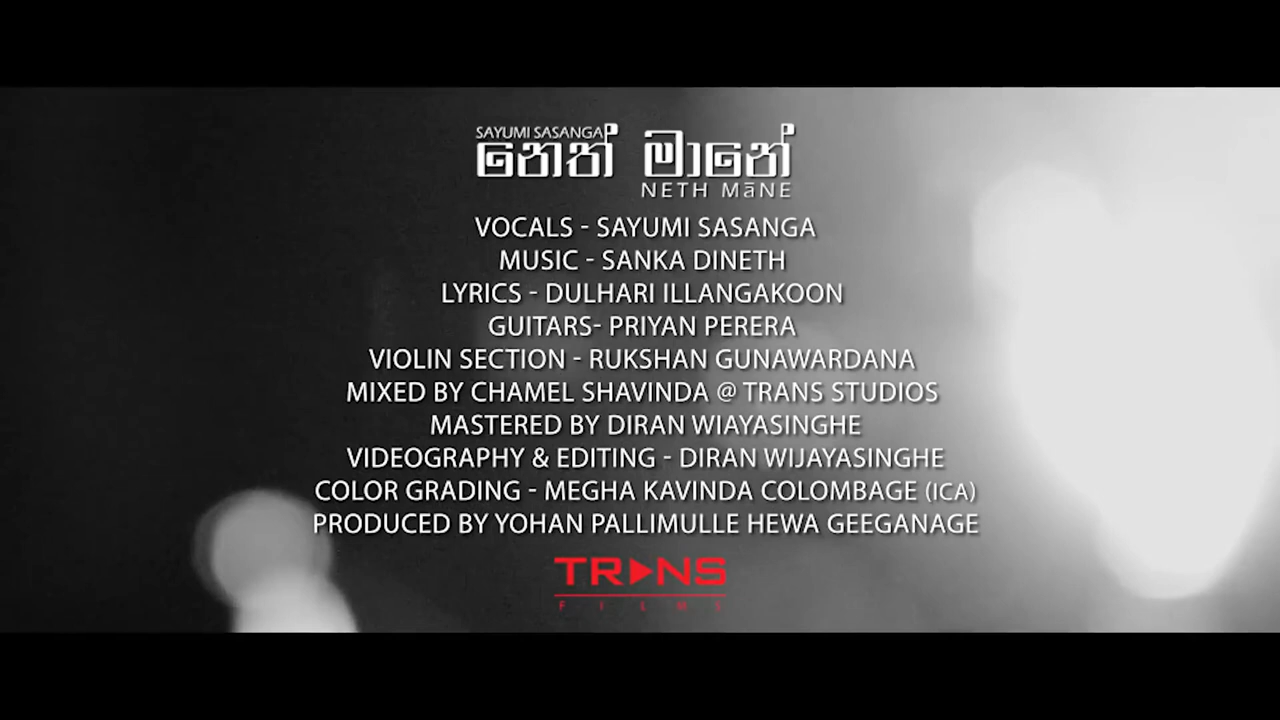 SAYUMI SASANGA
නෙත් මානේ
NETH MāNE
VOCALS - SAYUMI SASANGA
MUSIC - SANKA DINETH
LYRICS - DULHARI ILLANGAKOON
GUITARS- PRIYAN PERERA
VIOLIN SECTION - RUKSHAN GUNAWARDANA
MIXED BY CHAMEL SHAVINDA @ TRANS STUDIOS
MASTERED BY DIRAN WIAYASINGHE
VIDEOGRAPHY & EDITING - DIRAN WIJAYASINGHE
COLOR GRADING - MEGHA KAVINDA COLOMBAGE (ICA)
PRODUCED BY YOHAN PALLIMULLE HEWA GEEGANAGE
TRANS
FILMS